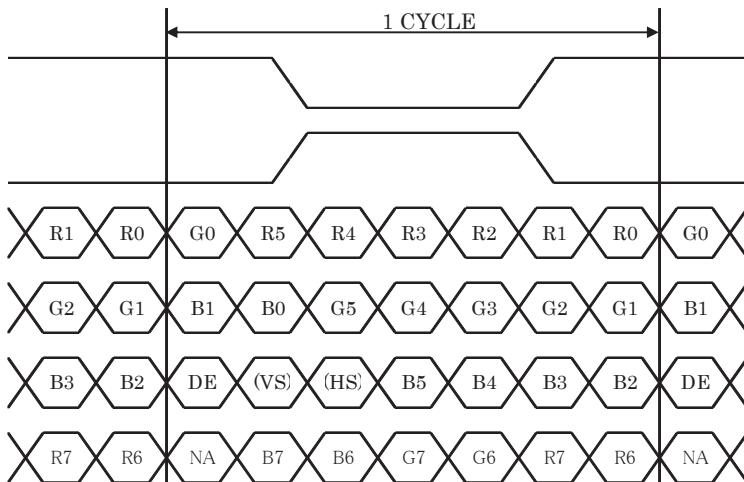 1 CYCLE
R1 R0 G0 R5 R4 R3 R2 R1 R0 G0
G2 G1 B1 B0 G5 G4 G3 G2 G1 B1
B3 B2 DE (VS) (HS) B5 B4 B3 B2 DE
R7 R6 NA B7 B6 G7 G6 R7 R6 NA